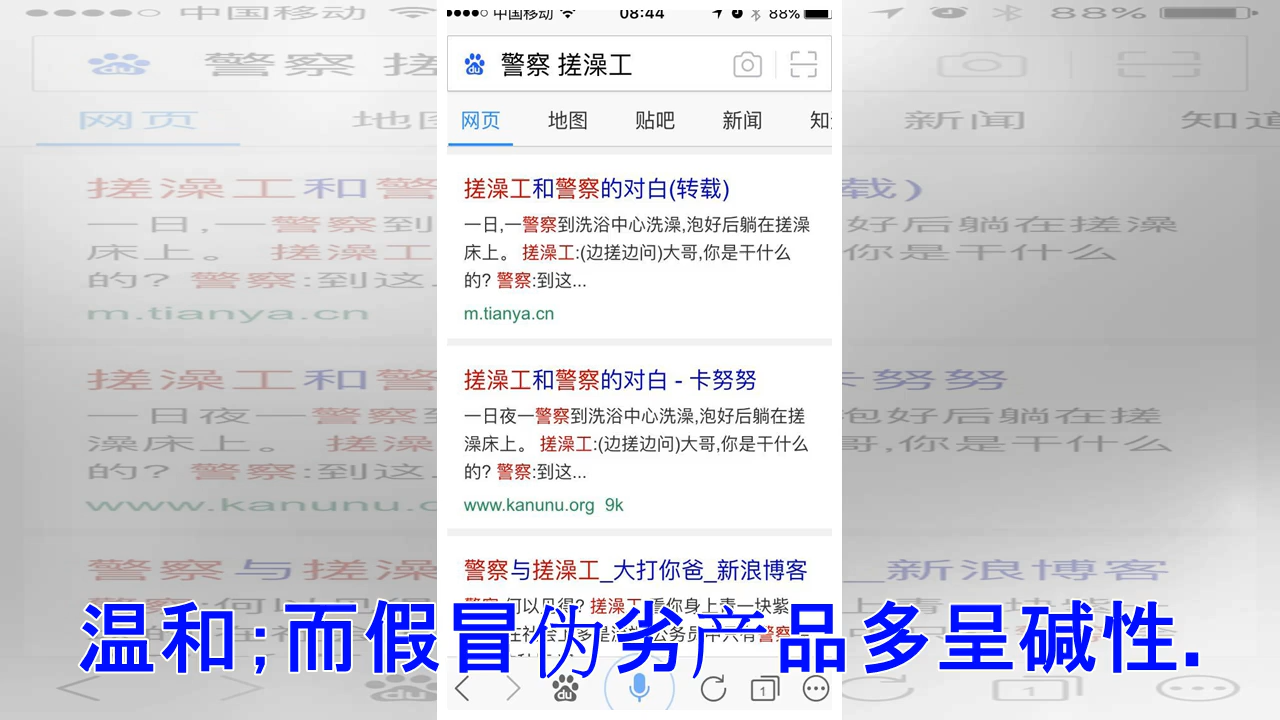 中国移动 08:44 88%
警察 搓澡工
网页 地图 贴吧 新闻 知
搓澡工和警察的对白(转载)
一日,一警察到洗浴中心洗澡,泡好后躺在搓澡
床上。 搓澡工:(边搓边问)大哥,你是干什么
的? 警察:到这...
m.tianya.cn
搓澡工和警察的对白 - 卡努努
一日夜一警察到洗浴中心洗澡,泡好后躺在搓
澡床上。 搓澡工:(边搓边问)大哥,你是干什么
的? 警察:到这...
www.kanunu.org 9k
警察与搓澡工_大打你爸_新浪博客
温和;而假冒伪劣产品多呈碱性.
du 1